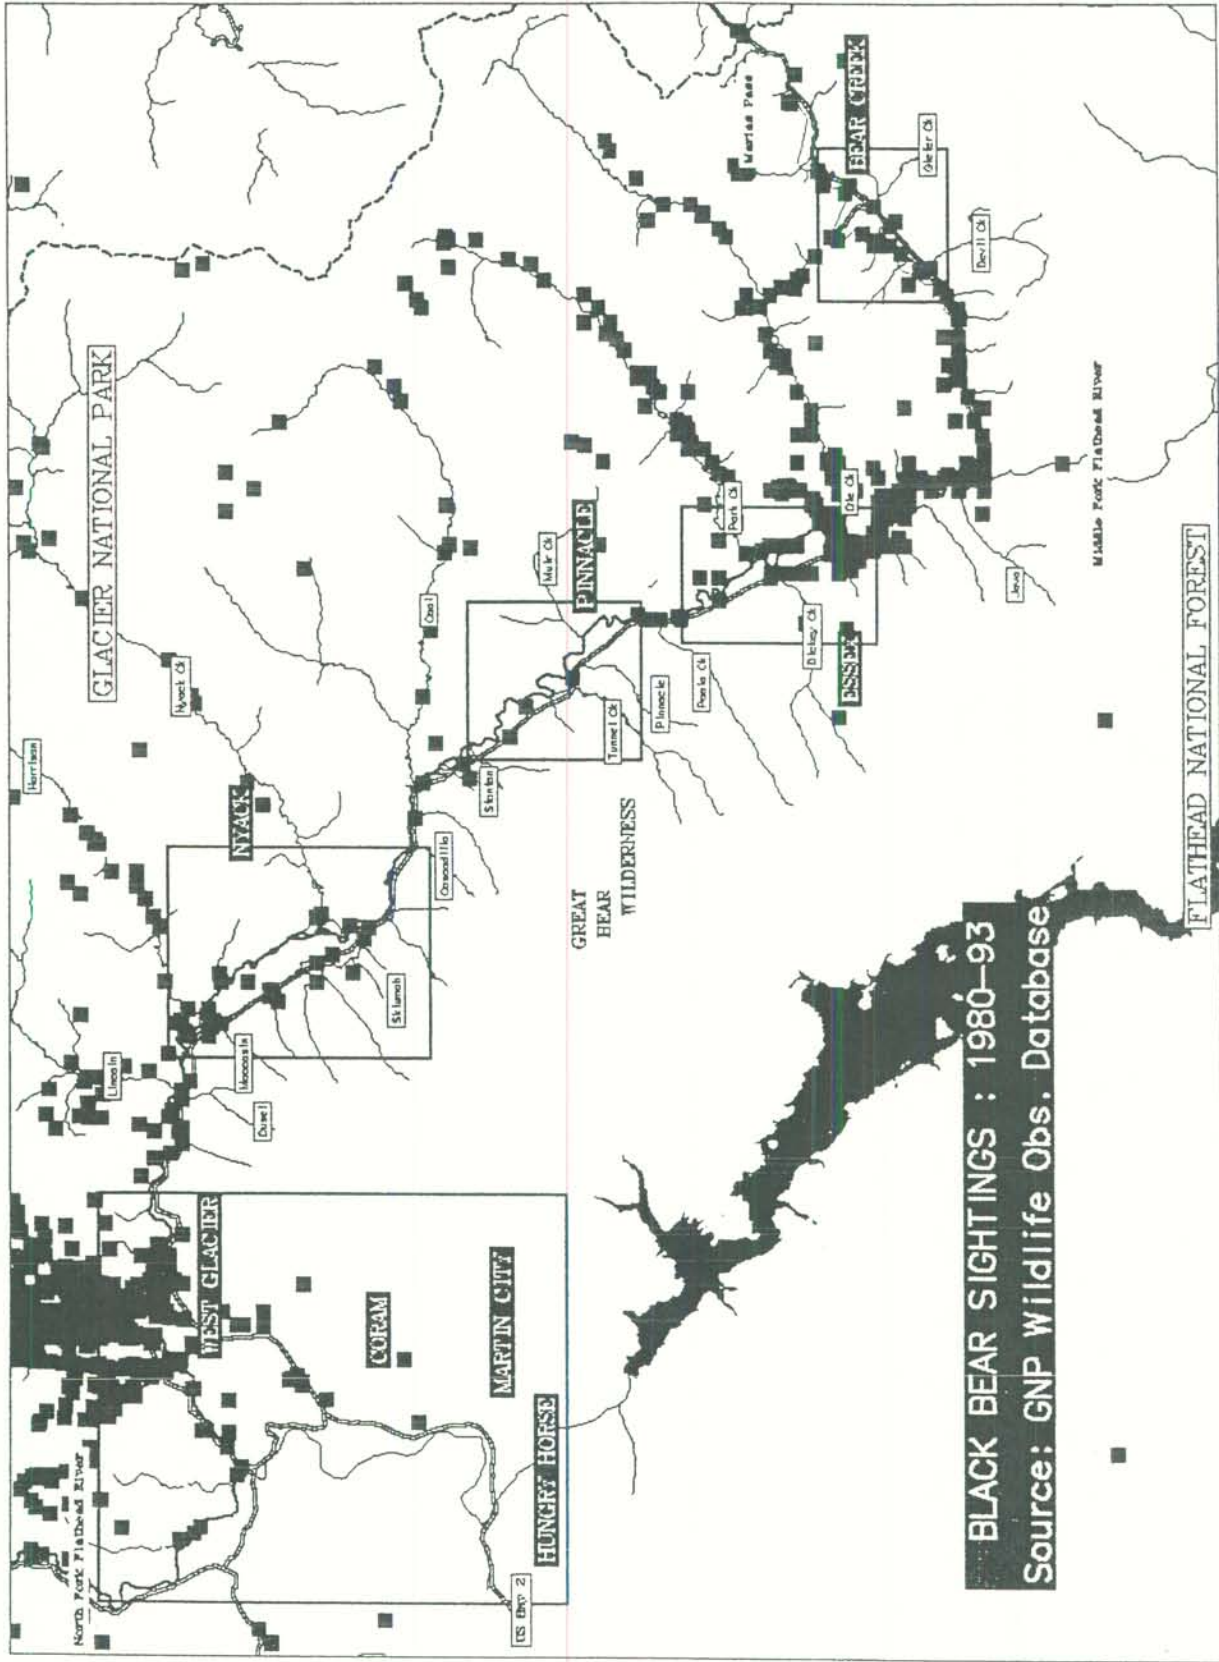 GLACIER NATIONAL PARK
Harrison
Nyack Ck
NYACK
Lincoln
Moccasin
Skiumah
Cascadilla
Coal
Stanton
Muir Ck
PINNACLE
Tunnel Ck
Pinnacle
Paola Ck
Park Ck
Ole Ck
Dickey Ck
ESSEX
Java
Marias Pass
BEAR CREEK
Geifer Ck
Devil Ck
Middle Fork Flathead River
GREAT
BEAR
WILDERNESS
FLATHEAD NATIONAL FOREST
North Fork Flathead River
WEST GLACIER
CORAM
MARTIN CITY
HUNGRY HORSE
US Hwy 2
BLACK BEAR SIGHTINGS : 1980-93
Source: GNP Wildlife Obs. Database